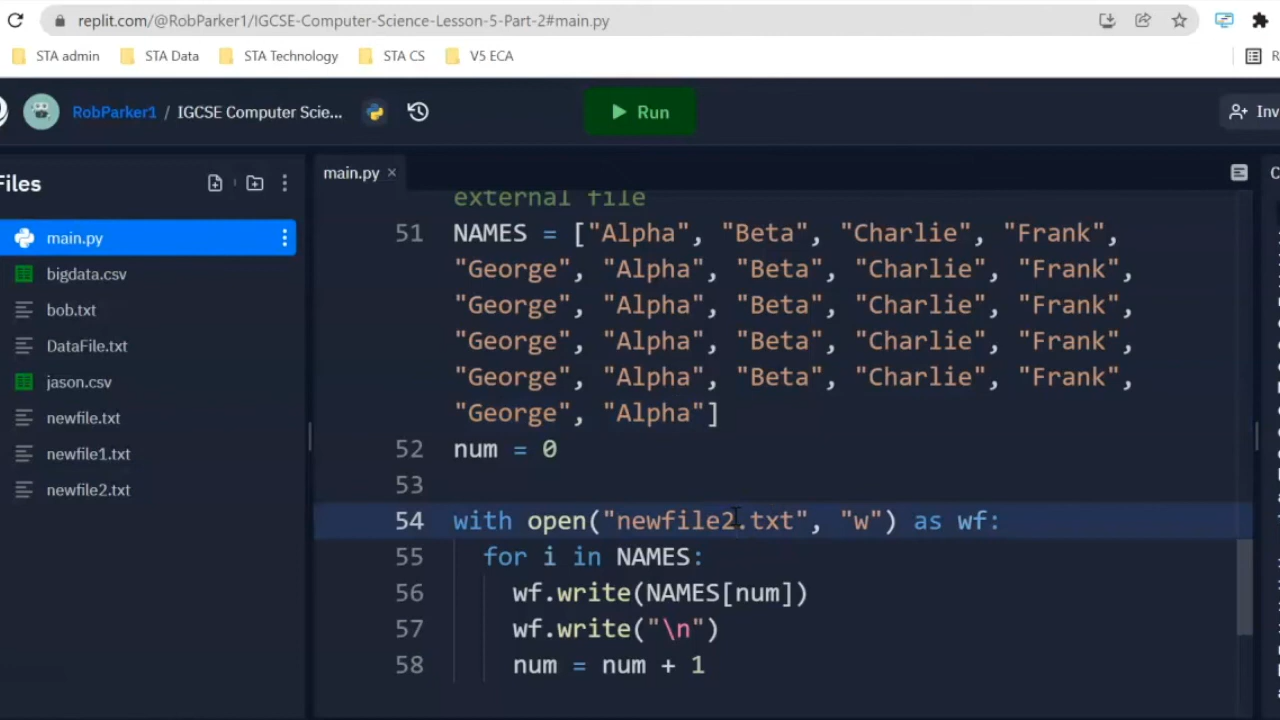 replit.com/@RobParker1/IGCSE-Computer-Science-Lesson-5-Part-2#main.py
STA admin STA Data STA Technology STA CS V5 ECA
RobParker1 / IGCSE Computer Scie... Run Inv
Files
main.py
bigdata.csv
bob.txt
DataFile.txt
jason.csv
newfile.txt
newfile1.txt
newfile2.txt
main.py ×
external file
51 NAMES = ["Alpha", "Beta", "Charlie", "Frank",
"George", "Alpha", "Beta", "Charlie", "Frank",
"George", "Alpha", "Beta", "Charlie", "Frank",
"George", "Alpha", "Beta", "Charlie", "Frank",
"George", "Alpha", "Beta", "Charlie", "Frank",
"George", "Alpha"]
52 num = 0
53
54 with open("newfile2.txt", "w") as wf:
55 for i in NAMES:
56 wf.write(NAMES[num])
57 wf.write("\n")
58 num = num + 1